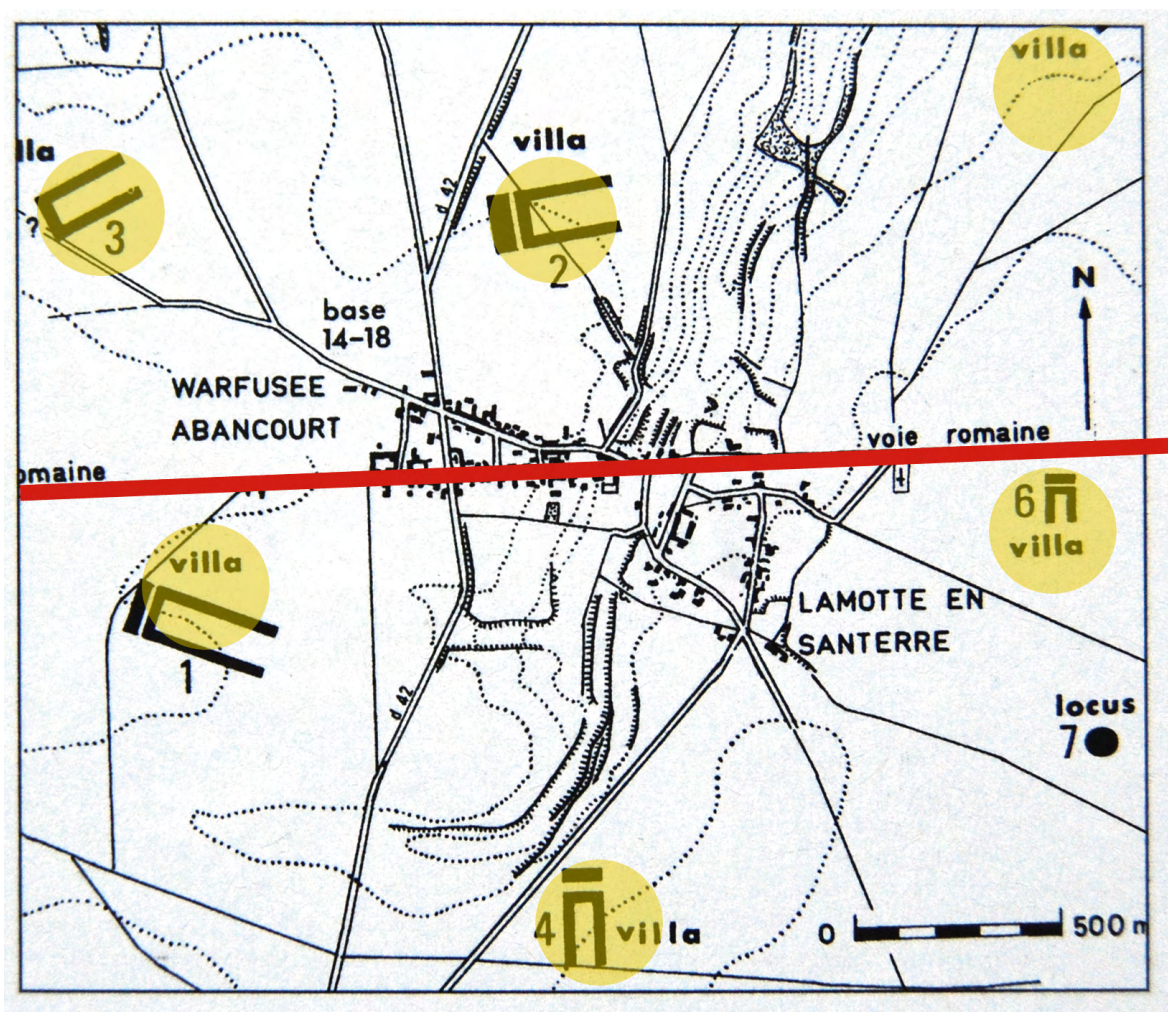 villa
villa
lla
d 42
3
?
2
N
base
14-18
WARFUSEE
ABANCOURT
voie romaine
omaine
villa
1
6
villa
LAMOTTE EN
SANTERRE
d 42
locus
7
4 villa
0 500 m